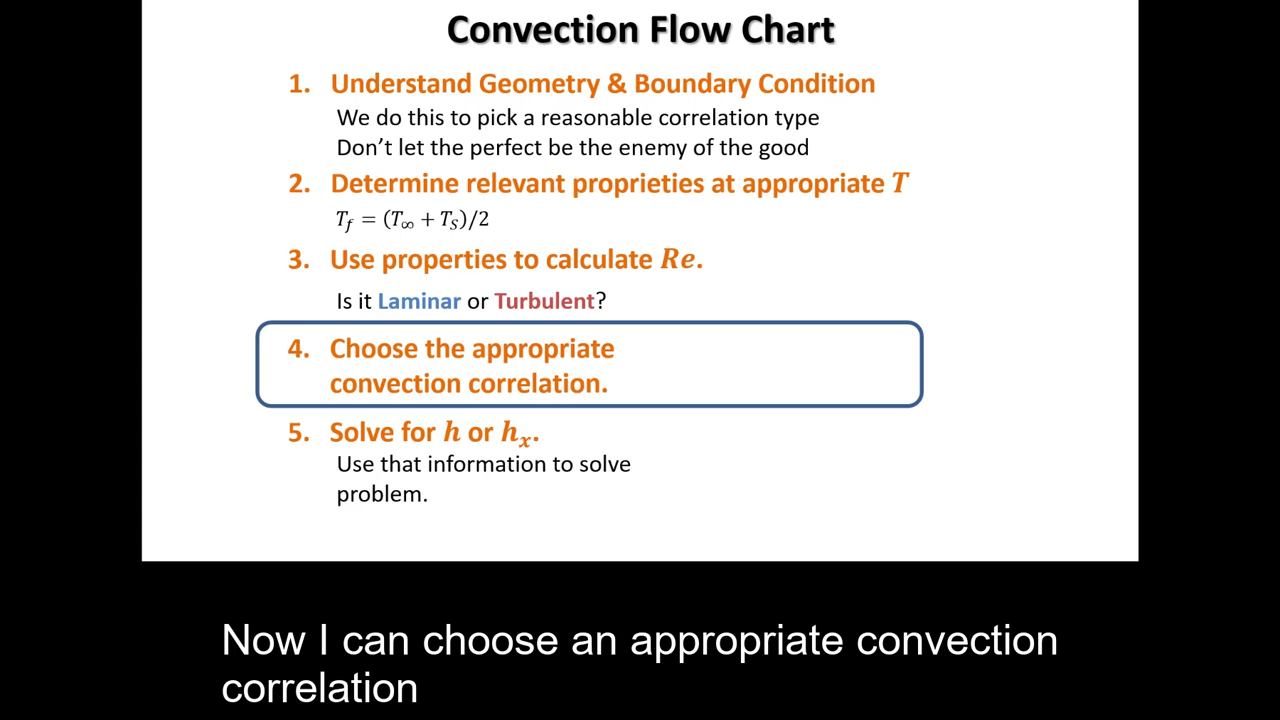 Convection Flow Chart
1. Understand Geometry & Boundary Condition
We do this to pick a reasonable correlation type
Don't let the perfect be the enemy of the good
2. Determine relevant proprieties at appropriate T
T_f = (T_∞ + T_S)/2
3. Use properties to calculate Re.
Is it Laminar or Turbulent?
4. Choose the appropriate
convection correlation.
5. Solve for h or h_x.
Use that information to solve
problem.
Now I can choose an appropriate convection
correlation